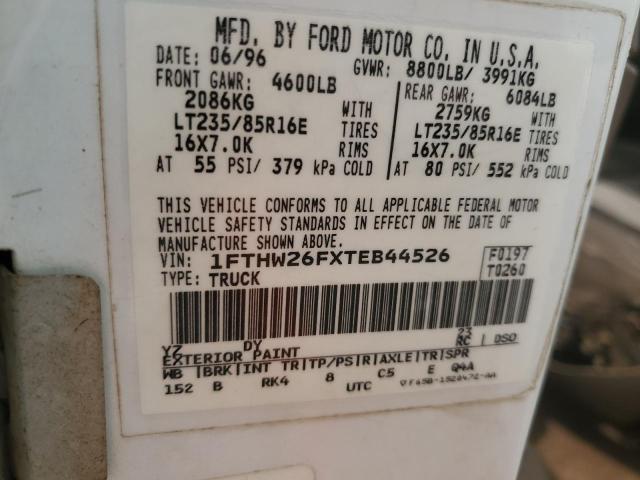 MFD. BY FORD MOTOR CO. IN U.S.A.
DATE: 06/96 GVWR: 8800LB/ 3991KG
FRONT GAWR: 4600LB REAR GAWR: 6084LB
2086KG WITH 2759KG WITH
LT235/85R16E TIRES LT235/85R16E TIRES
16X7.0K RIMS 16X7.0K RIMS
AT 55 PSI/ 379 kPa COLD AT 80 PSI/ 552 kPa COLD
THIS VEHICLE CONFORMS TO ALL APPLICABLE FEDERAL MOTOR
VEHICLE SAFETY STANDARDS IN EFFECT ON THE DATE OF
MANUFACTURE SHOWN ABOVE.
VIN: 1FTHW26FXTEB44526 F0197
TYPE: TRUCK T0260
YZ DY 23
EXTERIOR PAINT RC DSO
WB |BRK|INT TR|TP/PS|R|AXLE|TR|SPR
152 B RK4 8 C5 E Q4A
UTC